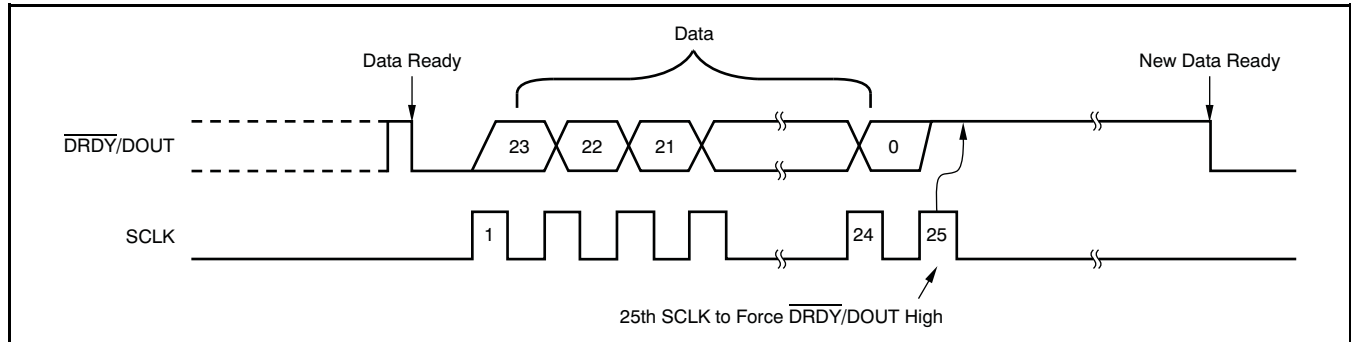 Data
Data Ready
New Data Ready
DRDY/DOUT
23 22 21 0
SCLK
1 24 25
25th SCLK to Force DRDY/DOUT High